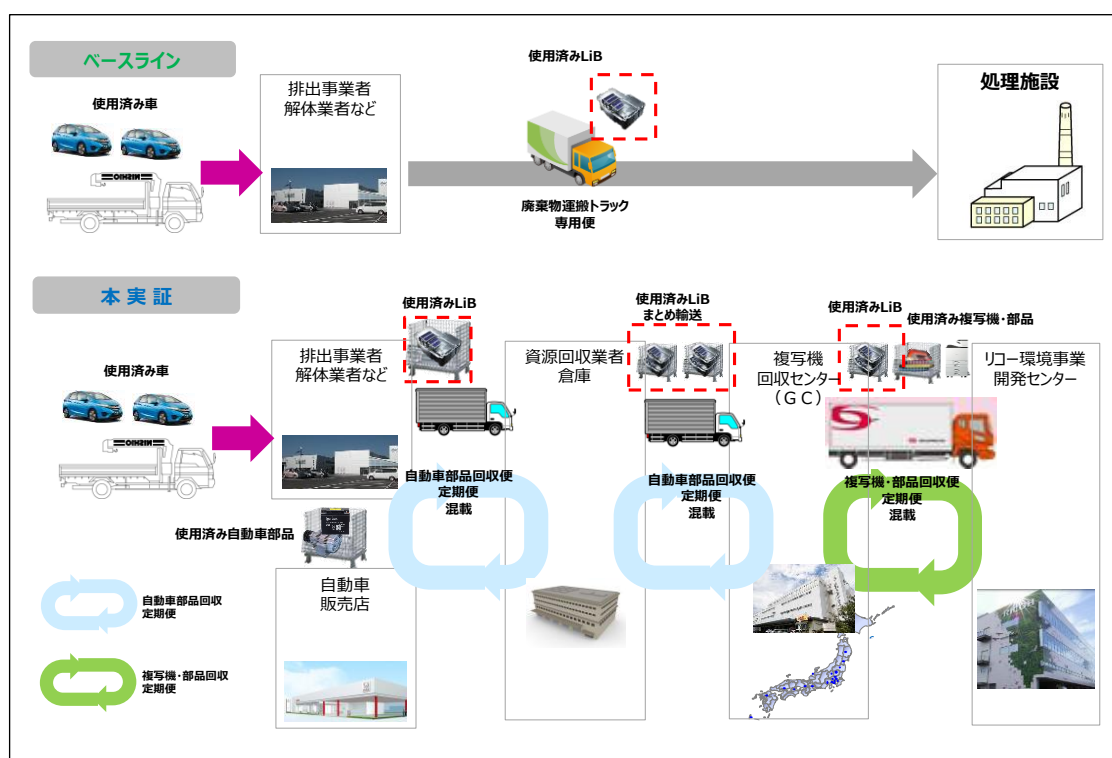 ベースライン
使用済み車
排出事業者
解体業者など
使用済みLiB
廃棄物運搬トラック
専用便
処理施設
OIHSIN
本 実 証
使用済み車
排出事業者
解体業者など
使用済みLiB
資源回収業者
倉庫
使用済みLiB
まとめ輸送
複写機
回収センター
(GC)
使用済みLiB
使用済み複写機・部品
リコー環境事業
開発センター
OIHSIN
自動車部品回収便
定期便
混載
自動車部品回収便
定期便
混載
複写機・部品回収便
定期便
混載
使用済み自動車部品
自動車
販売店
自動車部品回収
定期便
複写機・部品回収
定期便